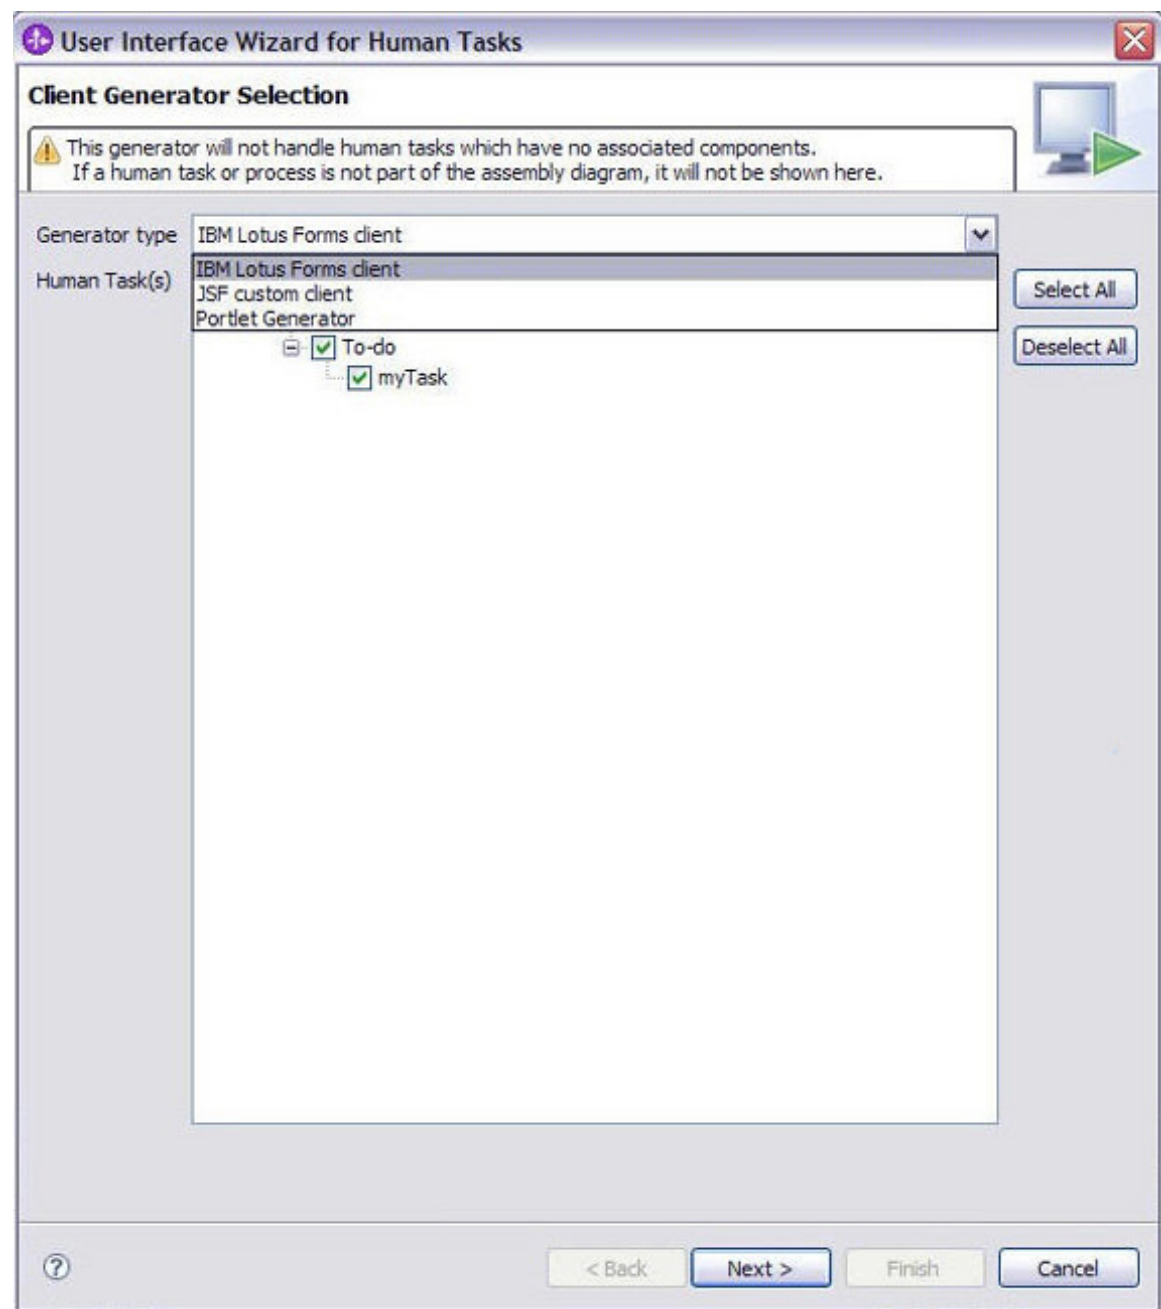 User Interface Wizard for Human Tasks
Client Generator Selection
This generator will not handle human tasks which have no associated components.
If a human task or process is not part of the assembly diagram, it will not be shown here.
Generator type IBM Lotus Forms client
Human Task(s)
IBM Lotus Forms client
JSF custom client
Portlet Generator
Select All
To-do
Deselect All
myTask
?
< Back Next > Finish Cancel